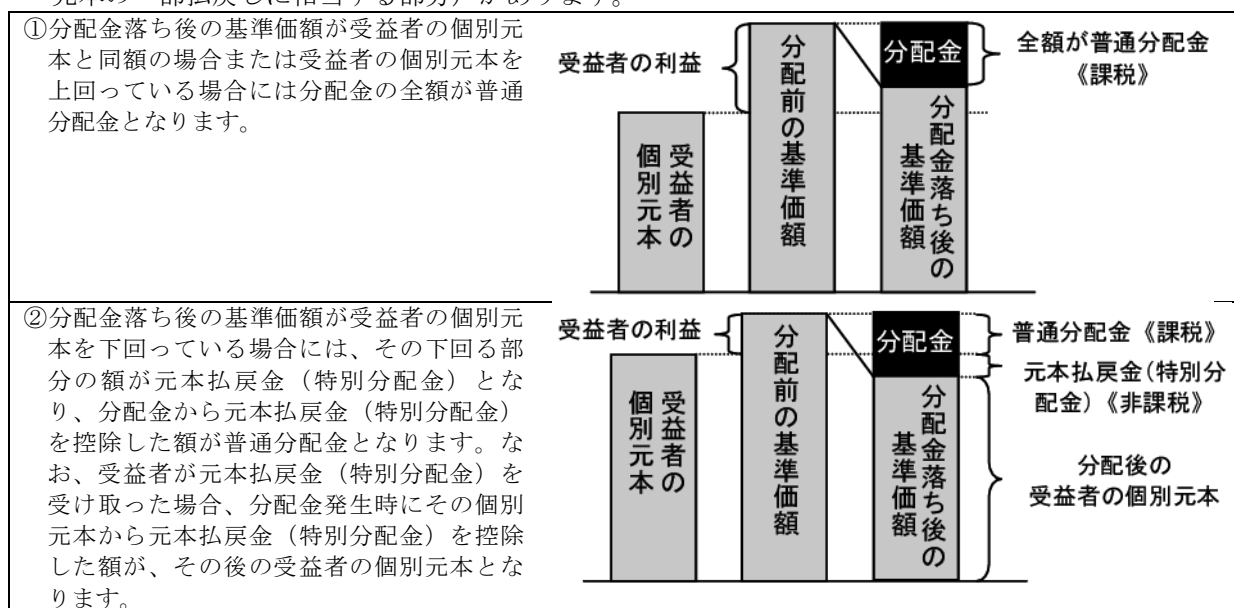 元本の一部払戻しに相当する部分）があります。
①分配金落ち後の基準価額が受益者の個別元
本と同額の場合または受益者の個別元本を
上回っている場合には分配金の全額が普通
分配金となります。
受益者の利益
受益者の
個別元本
分配前の基準価額
分配金
分配金落ち後の
基準価額
全額が普通分配金
《課税》
②分配金落ち後の基準価額が受益者の個別元
本を下回っている場合には、その下回る部
分の額が元本払戻金（特別分配金）とな
り、分配金から元本払戻金（特別分配金）
を控除した額が普通分配金となります。な
お、受益者が元本払戻金（特別分配金）を
受け取った場合、分配金発生時にその個別
元本から元本払戻金（特別分配金）を控除
した額が、その後の受益者の個別元本とな
ります。
受益者の利益
受益者の
個別元本
分配前の基準価額
分配金
分配金落ち後の
基準価額
普通分配金《課税》
元本払戻金(特別分
配金)《非課税》
分配後の
受益者の個別元本